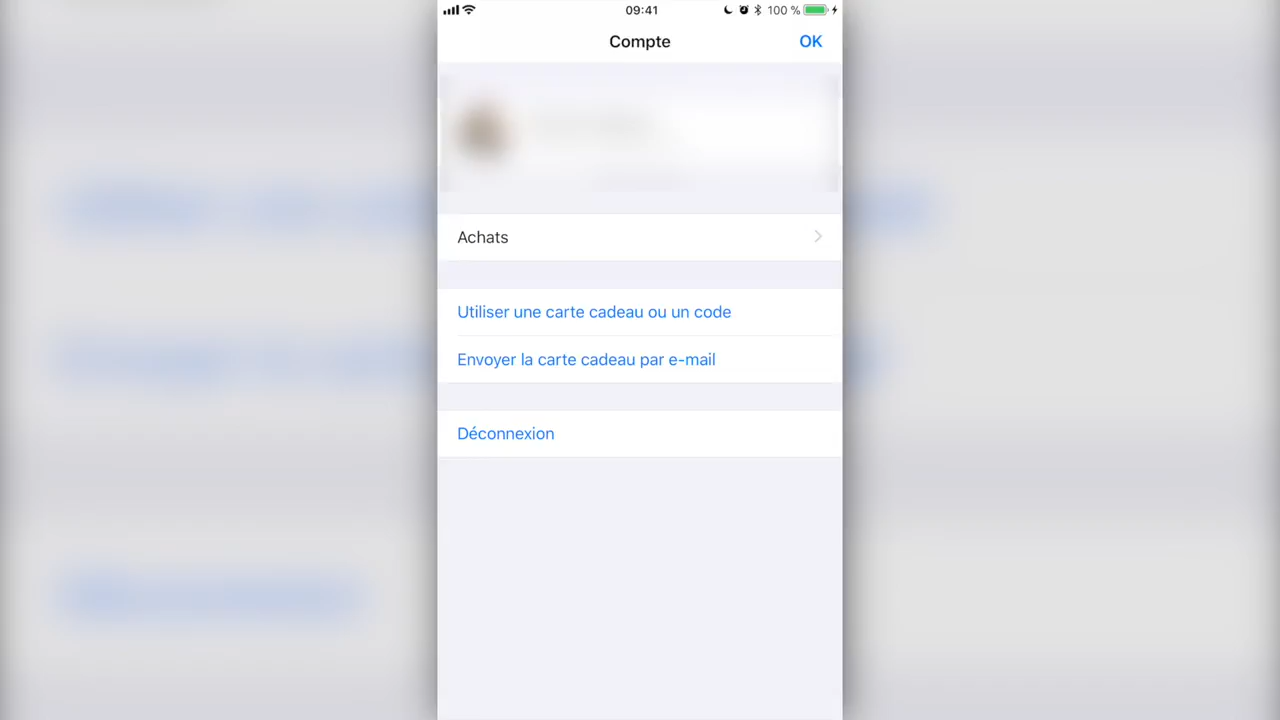 09:41
100 %
Compte
OK
Achats
Utiliser une carte cadeau ou un code
Envoyer la carte cadeau par e-mail
Déconnexion